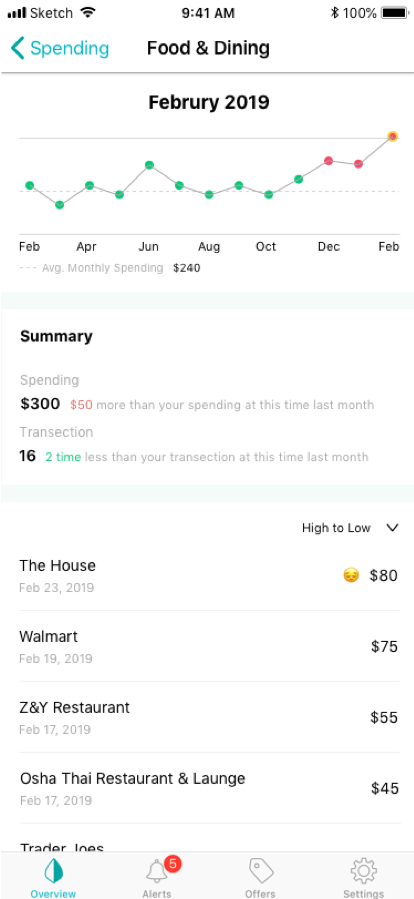 Sketch 9:41 AM 100%
Spending Food & Dining
Februry 2019
Feb Apr Jun Aug Oct Dec Feb
--- Avg. Monthly Spending $240
Summary
Spending
$300 $50 more than your spending at this time last month
Transection
16 2 time less than your transection at this time last month
High to Low
The House
Feb 23, 2019
😔 $80
Walmart
Feb 19, 2019
$75
Z&Y Restaurant
Feb 17, 2019
$55
Osha Thai Restaurant & Launge
Feb 17, 2019
$45
Trader Joes
5
Overview Alerts Offers Settings